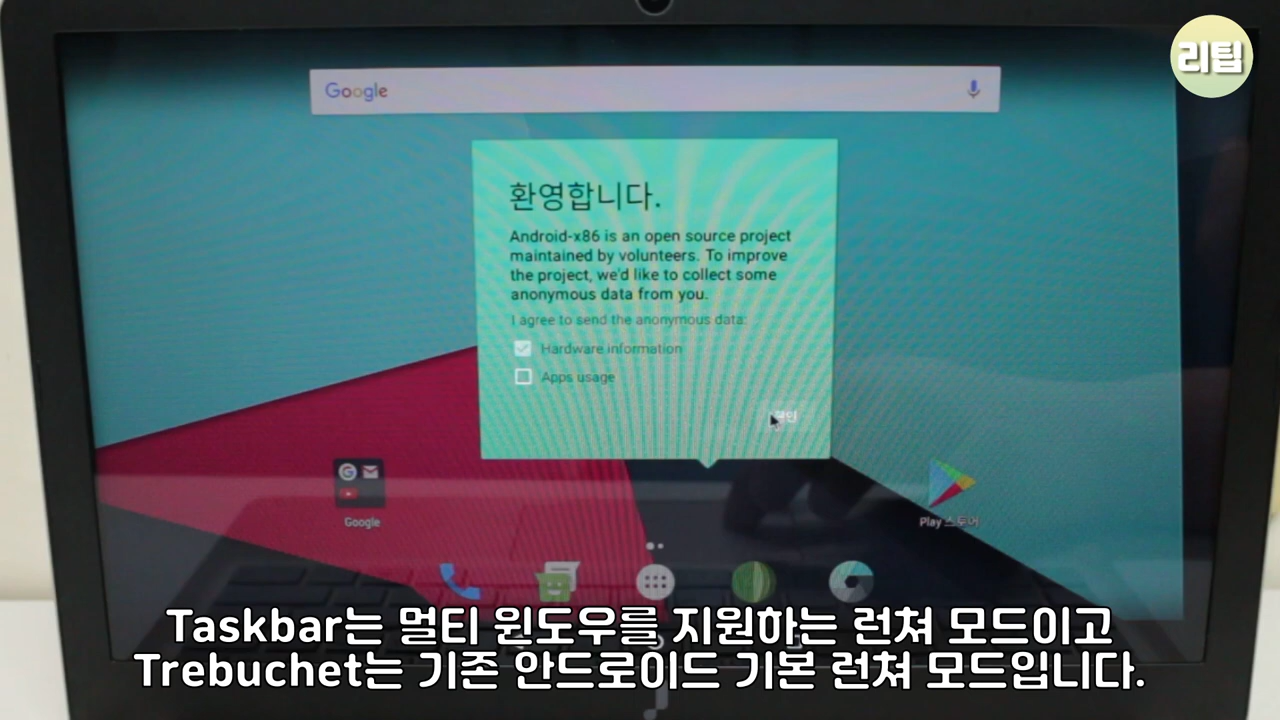 리팁
Google
환영합니다.
Android-x86 is an open source project
maintained by volunteers. To improve
the project, we'd like to collect some
anonymous data from you.
I agree to send the anonymous data:
Hardware information
Apps usage
Google
Play 스토어
Taskbar는 멀티 윈도우를 지원하는 런쳐 모드이고
Trebuchet는 기존 안드로이드 기본 런쳐 모드입니다.